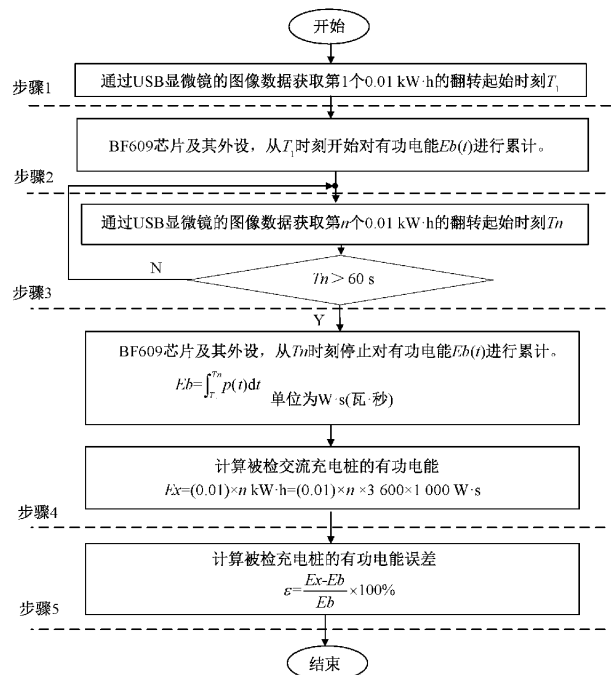 开始
步骤1
通过USB显微镜的图像数据获取第1个0.01 kW·h的翻转起始时刻T₁
BF609芯片及其外设，从T₁时刻开始对有功电能Eb(t)进行累计。
步骤2
通过USB显微镜的图像数据获取第n个0.01 kW·h的翻转起始时刻Tn
N
Tn＞60 s
步骤3
Y
BF609芯片及其外设，从Tn时刻停止对有功电能Eb(t)进行累计。
Eb=∫_T^Tn p(t)dt
单位为W·s(瓦·秒)
计算被检交流充电桩的有功电能
Ex=(0.01)×n kW·h=(0.01)×n ×3 600×1 000 W·s
步骤4
计算被检充电桩的有功电能误差
ε=Ex-Eb/Eb×100%
步骤5
结束